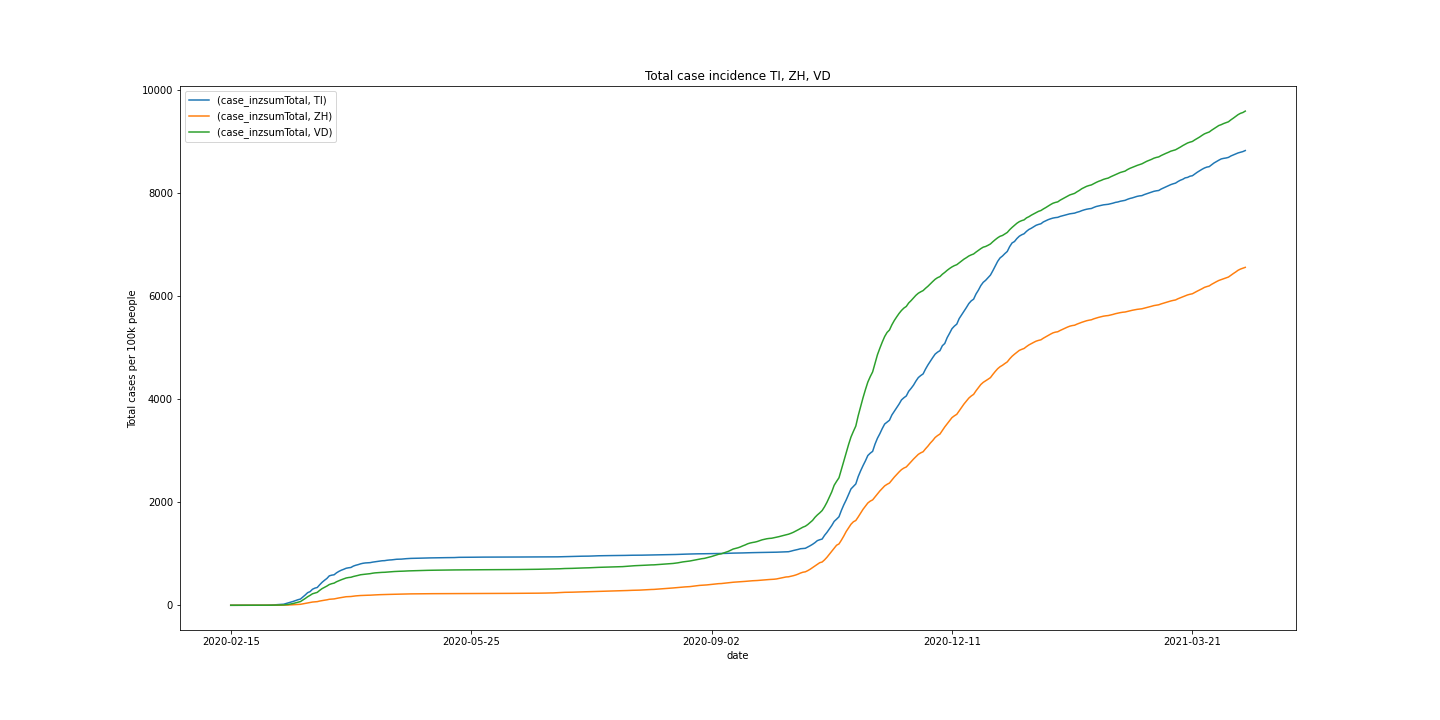 Total case incidence TI, ZH, VD
(case_inzsumTotal, TI)
(case_inzsumTotal, ZH)
(case_inzsumTotal, VD)
Total cases per 100k people
10000
8000
6000
4000
2000
0
2020-02-15
2020-05-25
2020-09-02
2020-12-11
2021-03-21
date